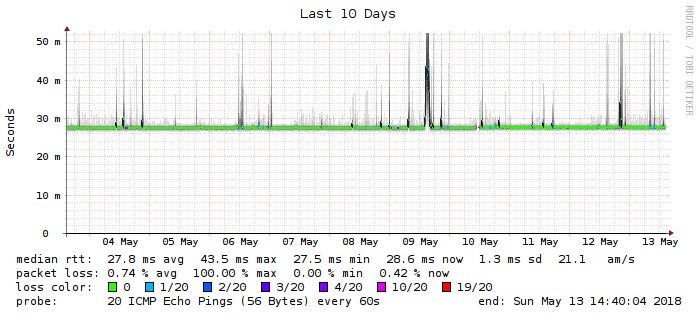 Last 10 Days
RRDTOOL / TOBI OETIKER
Seconds
50 m
40 m
30 m
20 m
10 m
0
04 May 05 May 06 May 07 May 08 May 09 May 10 May 11 May 12 May 13 May
median rtt: 27.8 ms avg 43.5 ms max 27.5 ms min 28.6 ms now 1.3 ms sd 21.1 am/s
packet loss: 0.74 % avg 100.00 % max 0.00 % min 0.42 % now
loss color: 0 1/20 2/20 3/20 4/20 10/20 19/20
probe: 20 ICMP Echo Pings (56 Bytes) every 60s end: Sun May 13 14:40:04 2018